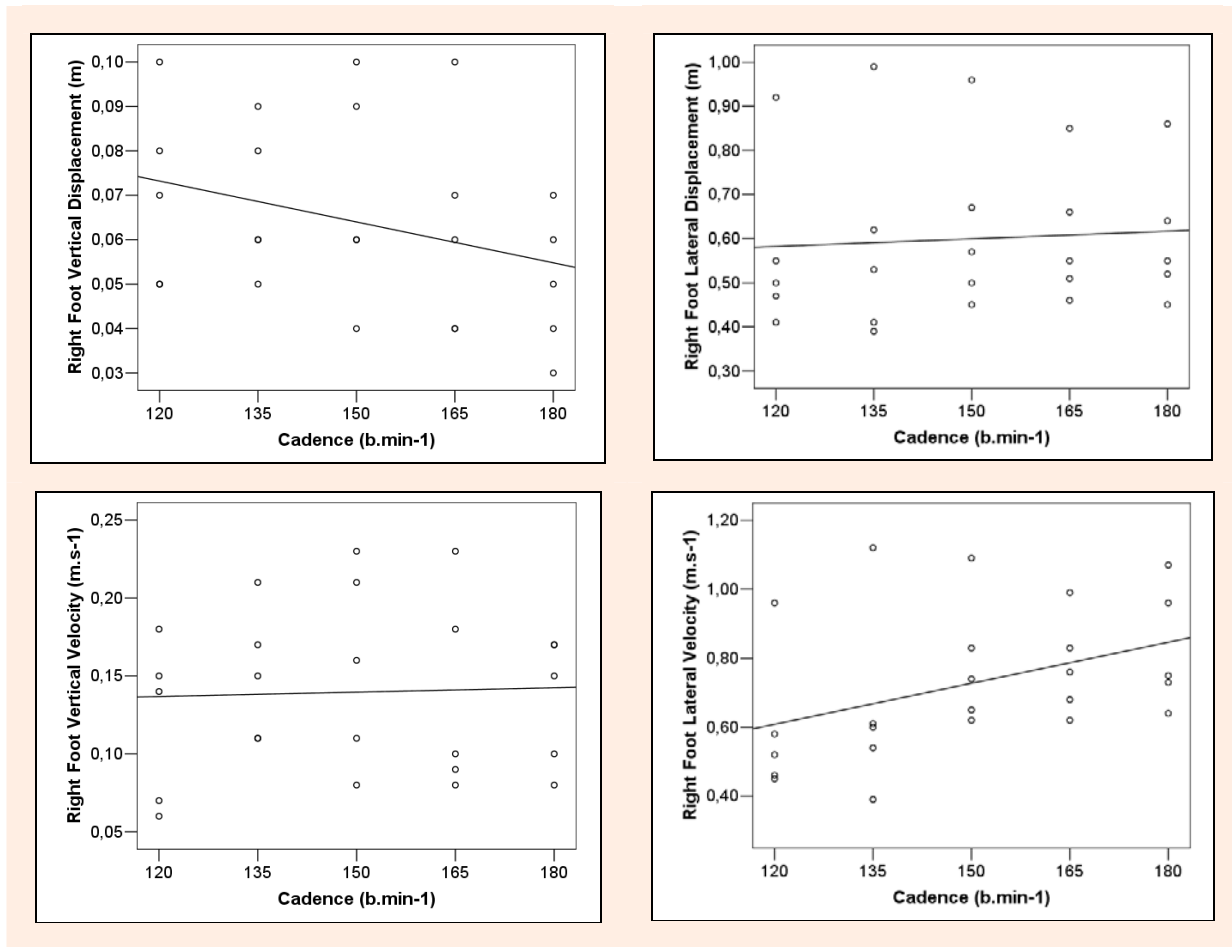 Right Foot Vertical Displacement (m)
0,10
0,09
0,08
0,07
0,06
0,05
0,04
0,03
120 135 150 165 180
Cadence (b.min-1)
Right Foot Lateral Displacement (m)
1,00
0,90
0,80
0,70
0,60
0,50
0,40
0,30
120 135 150 165 180
Cadence (b.min-1)
Right Foot Vertical Velocity (m.s-1)
0,25
0,20
0,15
0,10
0,05
120 135 150 165 180
Cadence (b.min-1)
Right Foot Lateral Velocity (m.s-1)
1,20
1,00
0,80
0,60
0,40
120 135 150 165 180
Cadence (b.min-1)